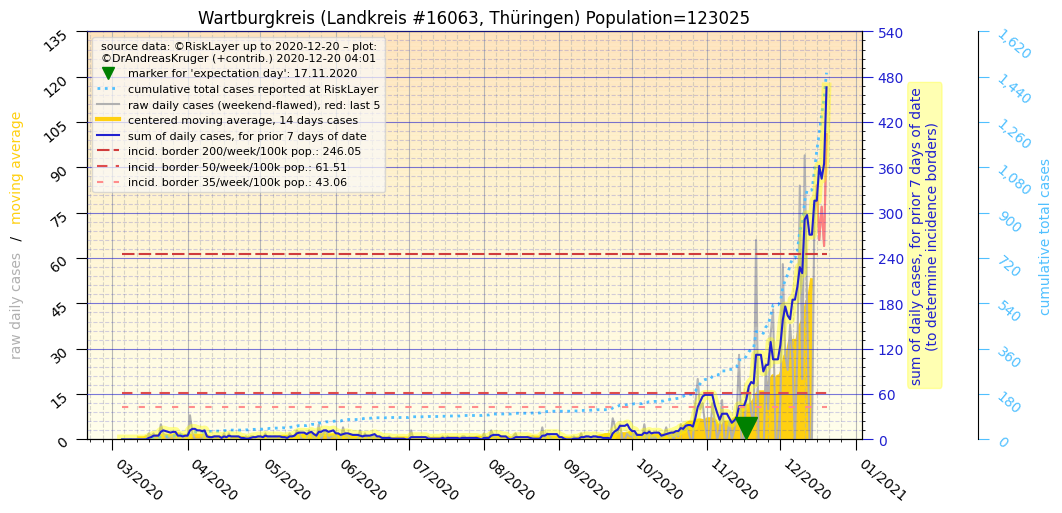 Wartburgkreis (Landkreis #16063, Thüringen) Population=123025
source data: ©RiskLayer up to 2020-12-20 – plot:
©DrAndreasKruger (+contrib.) 2020-12-20 04:01
marker for 'expectation day': 17.11.2020
cumulative total cases reported at RiskLayer
raw daily cases (weekend-flawed), red: last 5
centered moving average, 14 days cases
sum of daily cases, for prior 7 days of date
incid. border 200/week/100k pop.: 246.05
incid. border 50/week/100k pop.: 61.51
incid. border 35/week/100k pop.: 43.06
raw daily cases / moving average
135
120
105
90
75
60
45
30
15
0
03/2020
04/2020
05/2020
06/2020
07/2020
08/2020
09/2020
10/2020
11/2020
12/2020
01/2021
540
480
420
360
300
240
180
120
60
0
sum of daily cases, for prior 7 days of date
(to determine incidence borders)
1,620
1,440
1,260
1,080
900
720
540
360
180
0
cumulative total cases